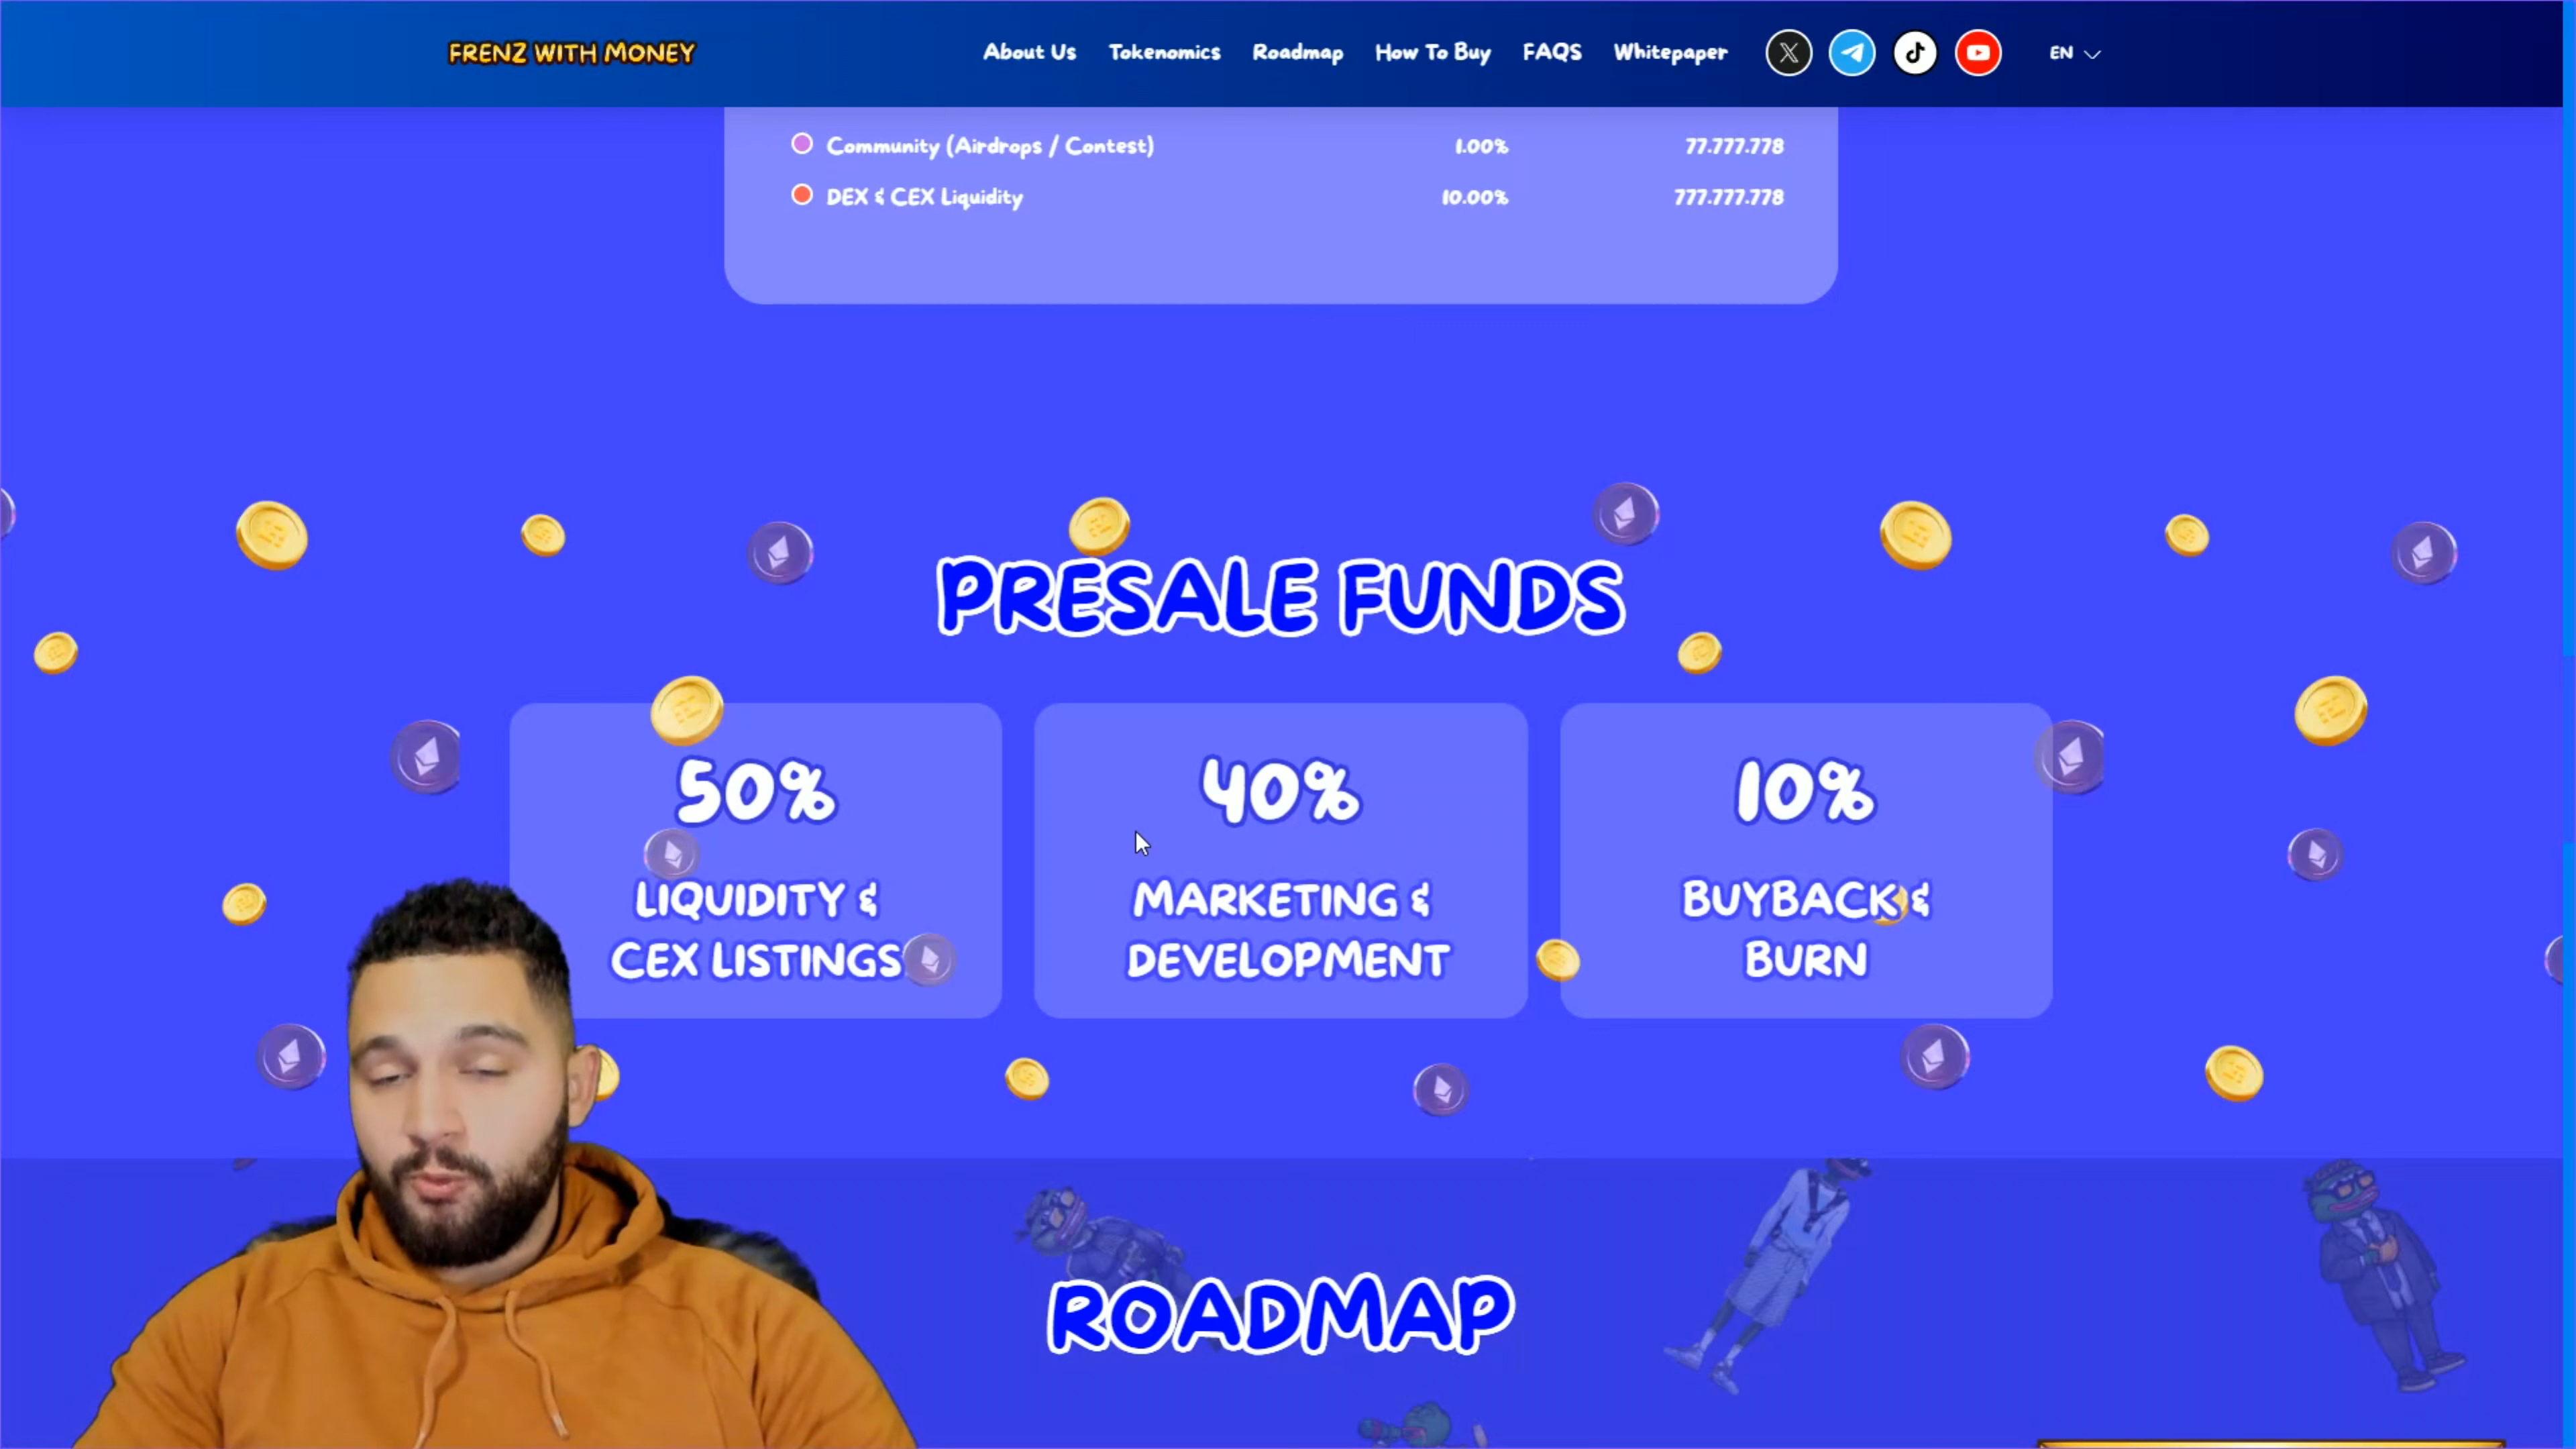 FRENZ WITH MONEY
About Us Tokenomics Roadmap How To Buy FAQS Whitepaper EN
Community (Airdrops / Contest) 1.00% 77.777.778
DEX & CEX Liquidity 10.00% 777.777.778
PRESALE FUNDS
50%
LIQUIDITY &
CEX LISTINGS
40%
MARKETING &
DEVELOPMENT
10%
BUYBACK &
BURN
ROADMAP